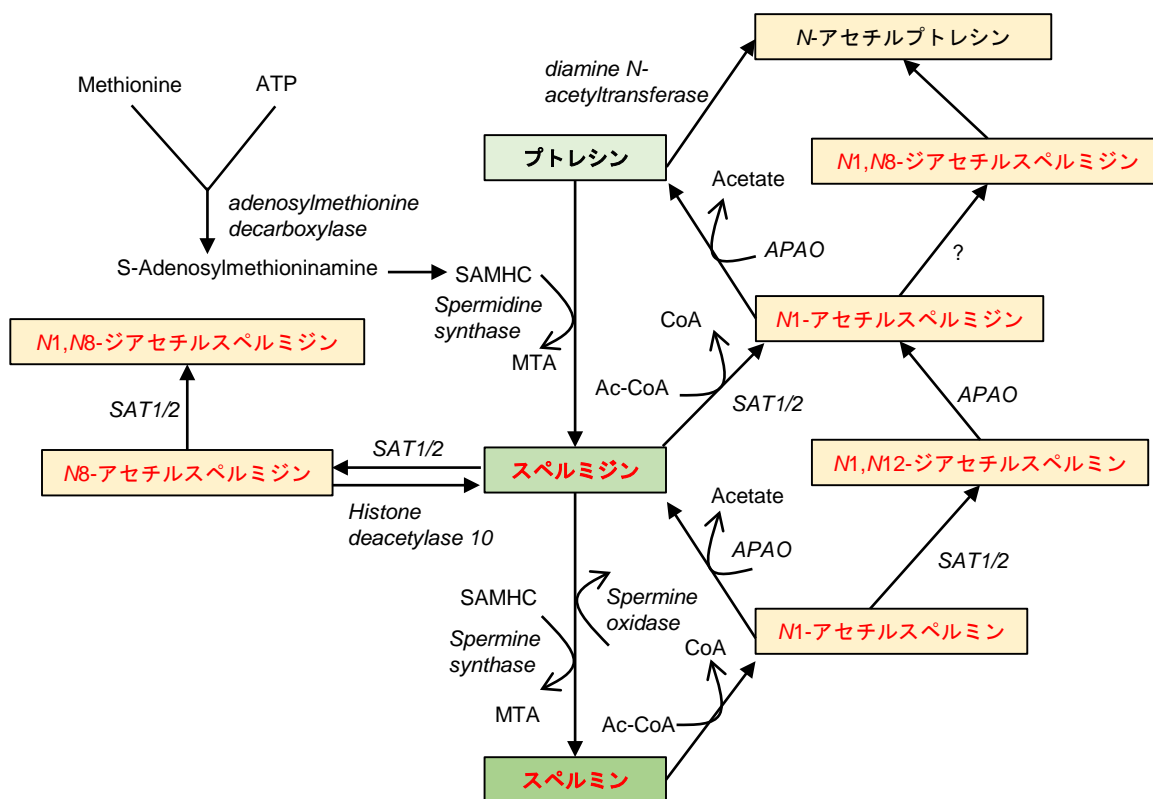 N-アセチルプトレシン
diamine N-
acetyltransferase
Methionine
ATP
プトレシン
N1,N8-ジアセチルスペルミジン
Acetate
adenosylmethionine
decarboxylase
APAO
?
S-Adenosylmethioninamine
SAMHC
Spermidine
synthase
CoA
N1-アセチルスペルミジン
N1,N8-ジアセチルスペルミジン
MTA
Ac-CoA
SAT1/2
APAO
SAT1/2
SAT1/2
N8-アセチルスペルミジン
スペルミジン
N1,N12-ジアセチルスペルミン
Histone
deacetylase 10
Acetate
APAO
SAT1/2
SAMHC
Spermine
oxidase
N1-アセチルスペルミン
Spermine
synthase
CoA
MTA
Ac-CoA
スペルミン